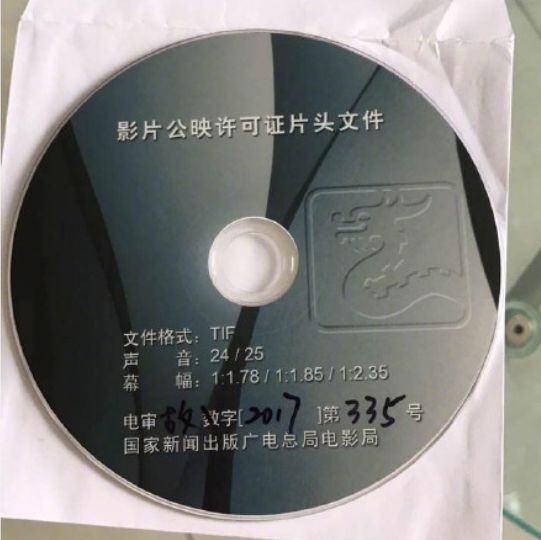 影片公映许可证片头文件
文件格式：TIF
声　　音：24 / 25
幕　　幅：1:1.78 / 1:1.85 / 1:2.35
电审故数字[2017]第335号
国家新闻出版广电总局电影局